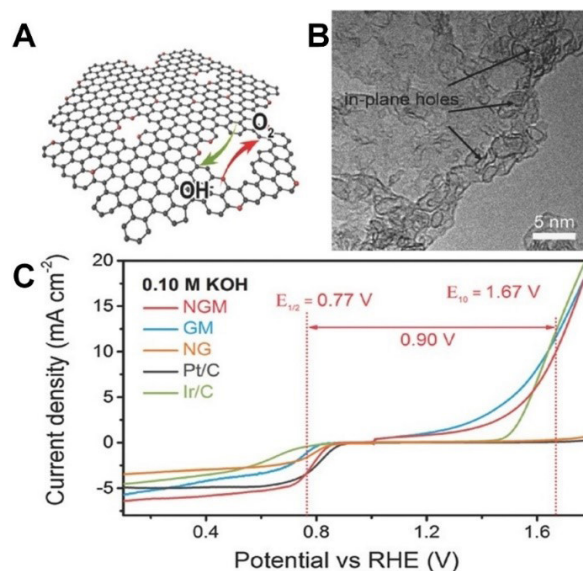 A
O₂
OH⁻
B
in-plane holes
5 nm
C
Current density (mA cm⁻²)
20
15
10
5
0
-5
0.10 M KOH
NGM
GM
NG
Pt/C
Ir/C
E₁/₂ = 0.77 V
E₁₀ = 1.67 V
0.90 V
0.4 0.8 1.2 1.6
Potential vs RHE (V)